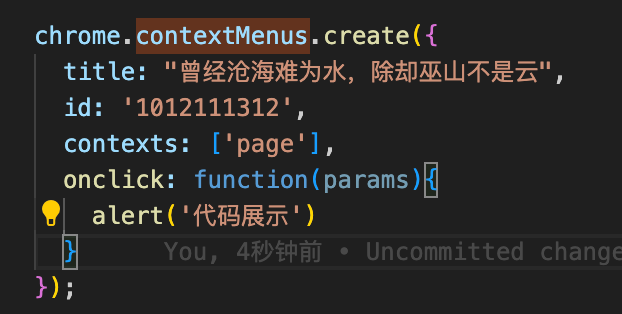 chrome.contextMenus.create({
title: "曾经沧海难为水，除却巫山不是云",
id: '1012111312',
contexts: ['page'],
onclick: function(params){
alert('代码展示')
} You, 4秒钟前 • Uncommitted change
});